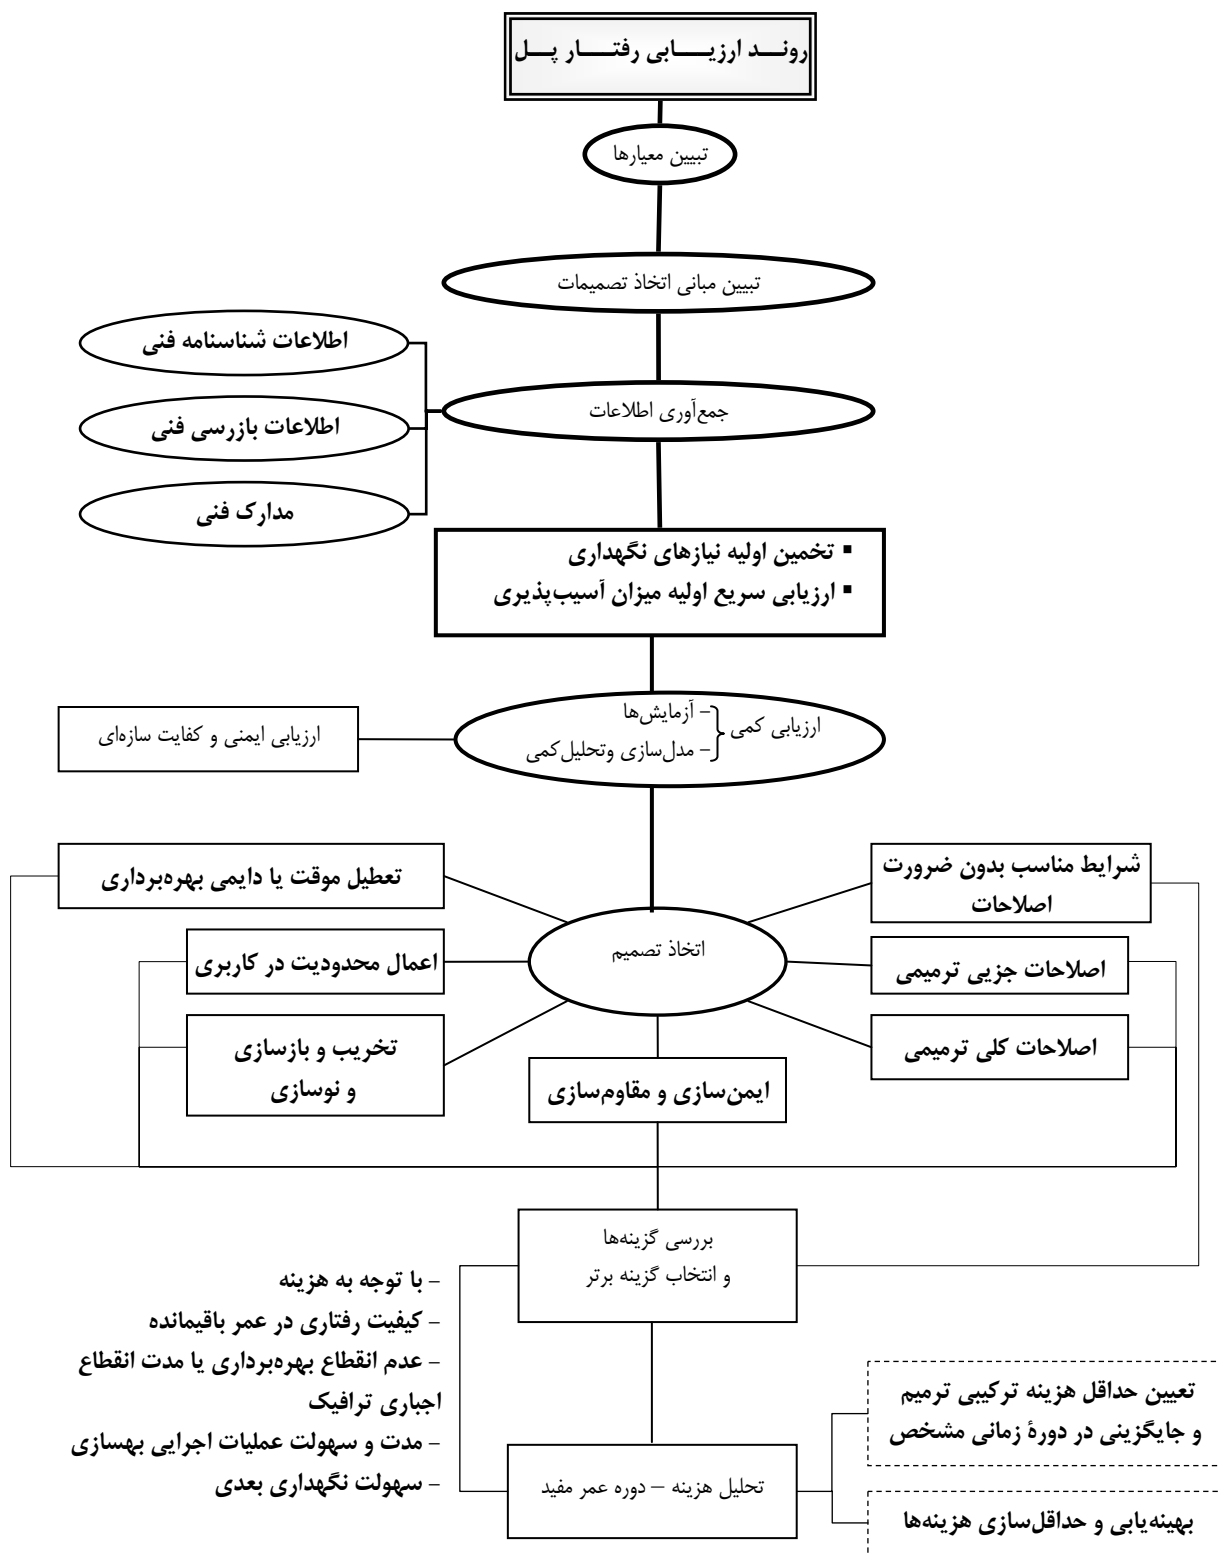 روند ارزیابی رفتار پل
تبیین معیارها
تبیین مبانی اتخاذ تصمیمات
جمع‌آوری اطلاعات
اطلاعات شناسنامه فنی
اطلاعات بازرسی فنی
مدارک فنی
▪ تخمین اولیه نیازهای نگهداری
▪ ارزیابی سریع اولیه میزان آسیب‌پذیری
ارزیابی کمی
– آزمایش‌ها
– مدل‌سازی وتحلیل‌کمی
ارزیابی ایمنی و کفایت سازه‌ای
اتخاذ تصمیم
شرایط مناسب بدون ضرورت
اصلاحات
اصلاحات جزیی ترمیمی
اصلاحات کلی ترمیمی
تعطیل موقت یا دایمی بهره‌برداری
اعمال محدودیت در کاربری
تخریب و بازسازی
و نوسازی
ایمن‌سازی و مقاوم‌سازی
بررسی گزینه‌ها
و انتخاب گزینه برتر
– با توجه به هزینه
– کیفیت رفتاری در عمر باقیمانده
– عدم انقطاع بهره‌برداری یا مدت انقطاع
اجباری ترافیک
– مدت و سهولت عملیات اجرایی بهسازی
– سهولت نگهداری بعدی
تحلیل هزینه – دوره عمر مفید
تعیین حداقل هزینه ترکیبی ترمیم
و جایگزینی در دورهٔ زمانی مشخص
بهینه‌یابی و حداقل‌سازی هزینه‌ها